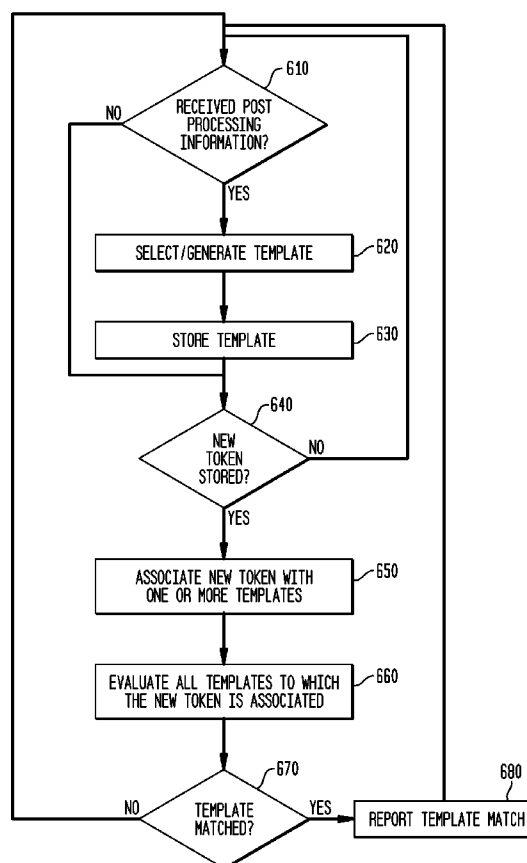 610
NO
RECEIVED POST
PROCESSING
INFORMATION?
YES
SELECT/GENERATE TEMPLATE
620
STORE TEMPLATE
630
640
NEW
TOKEN
STORED?
NO
YES
ASSOCIATE NEW TOKEN WITH
ONE OR MORE TEMPLATES
650
EVALUATE ALL TEMPLATES TO WHICH
THE NEW TOKEN IS ASSOCIATED
660
670
680
NO
TEMPLATE
MATCHED?
YES
REPORT TEMPLATE MATCH